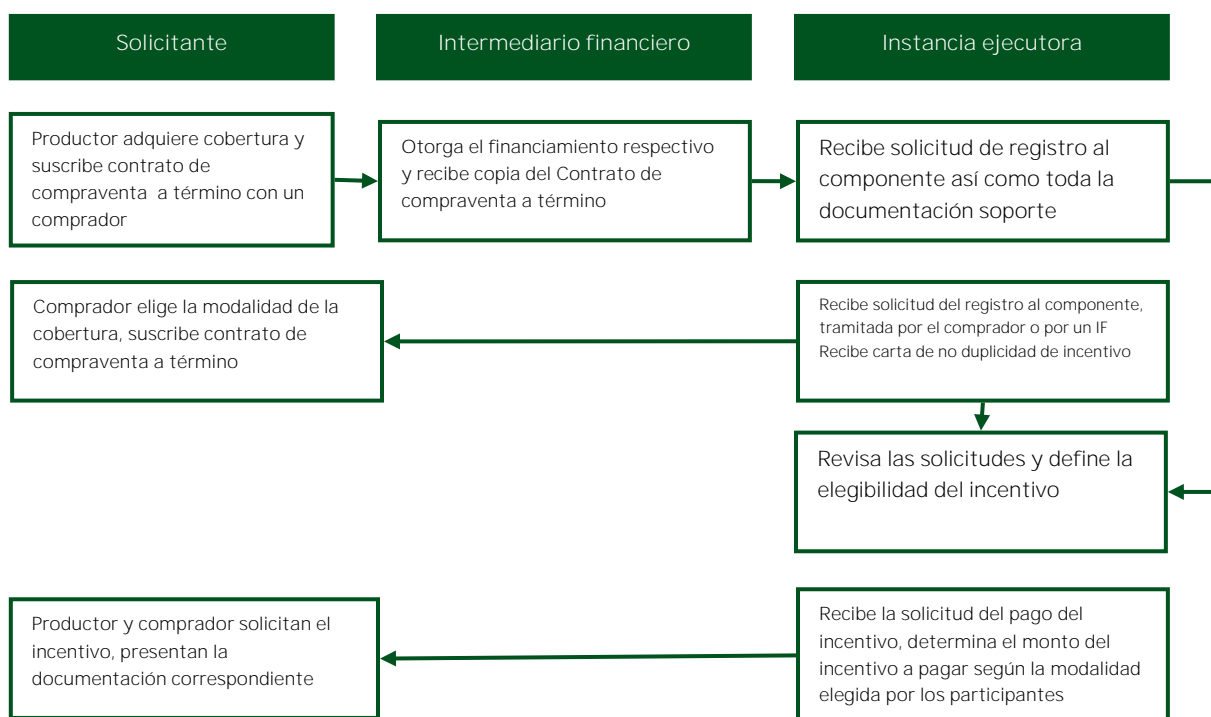 Solicitante
Intermediario financiero
Instancia ejecutora
Productor adquiere cobertura y
suscribe contrato de
compraventa a término con un
comprador
Otorga el financiamiento respectivo
y recibe copia del Contrato de
compraventa a término
Recibe solicitud de registro al
componente así como toda la
documentación soporte
Comprador elige la modalidad de la
cobertura, suscribe contrato de
compraventa a término
Recibe solicitud del registro al componente,
tramitada por el comprador o por un IF
Recibe carta de no duplicidad de incentivo
Revisa las solicitudes y define la
elegibilidad del incentivo
Productor y comprador solicitan el
incentivo, presentan la
documentación correspondiente
Recibe la solicitud del pago del
incentivo, determina el monto del
incentivo a pagar según la modalidad
elegida por los participantes